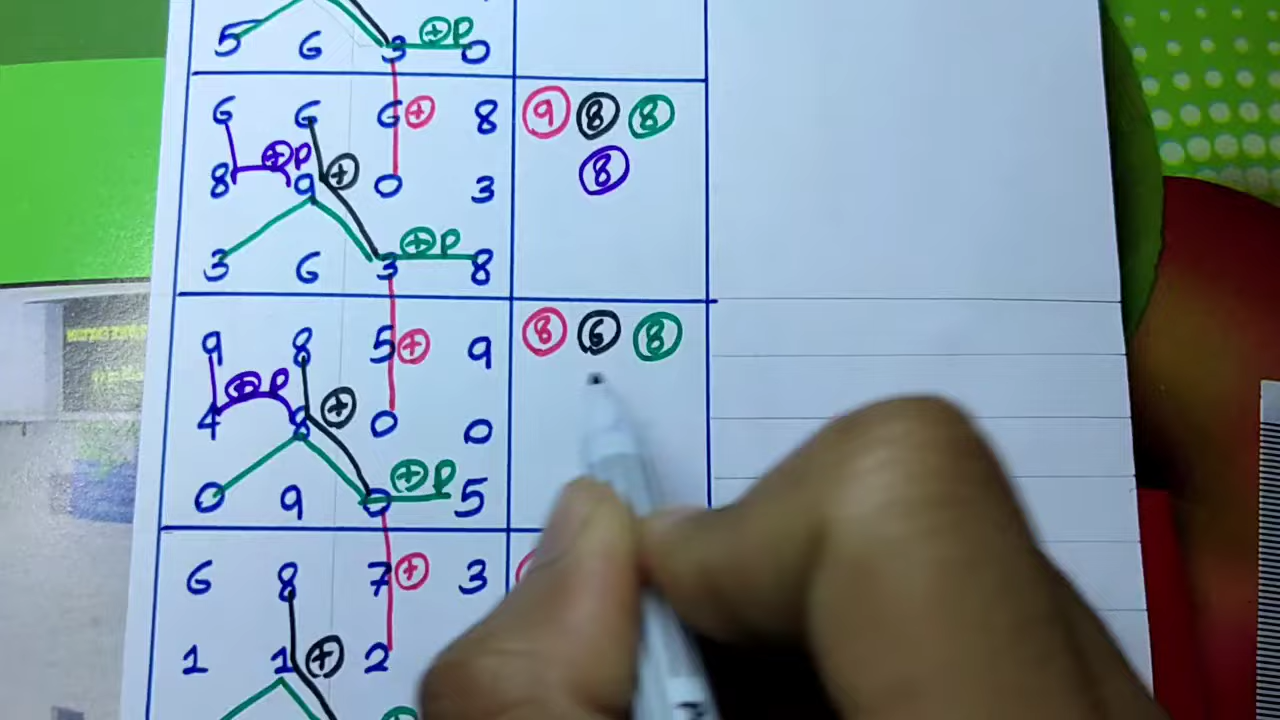 5 6 3 ⊕P 0
6 6 6 ⊕ 8 ⑨ ⑧ ⑧
⊕P ⊕ ⑧
8 9 0 3
3 6 3 ⊕P 8
9 8 5 ⊕ 9 ⑧ ⑥ ⑧
⊕P ⊕
4 8 0 0
0 9 0 ⊕P 5
6 8 7 ⊕ 3
1 1 ⊕ 2